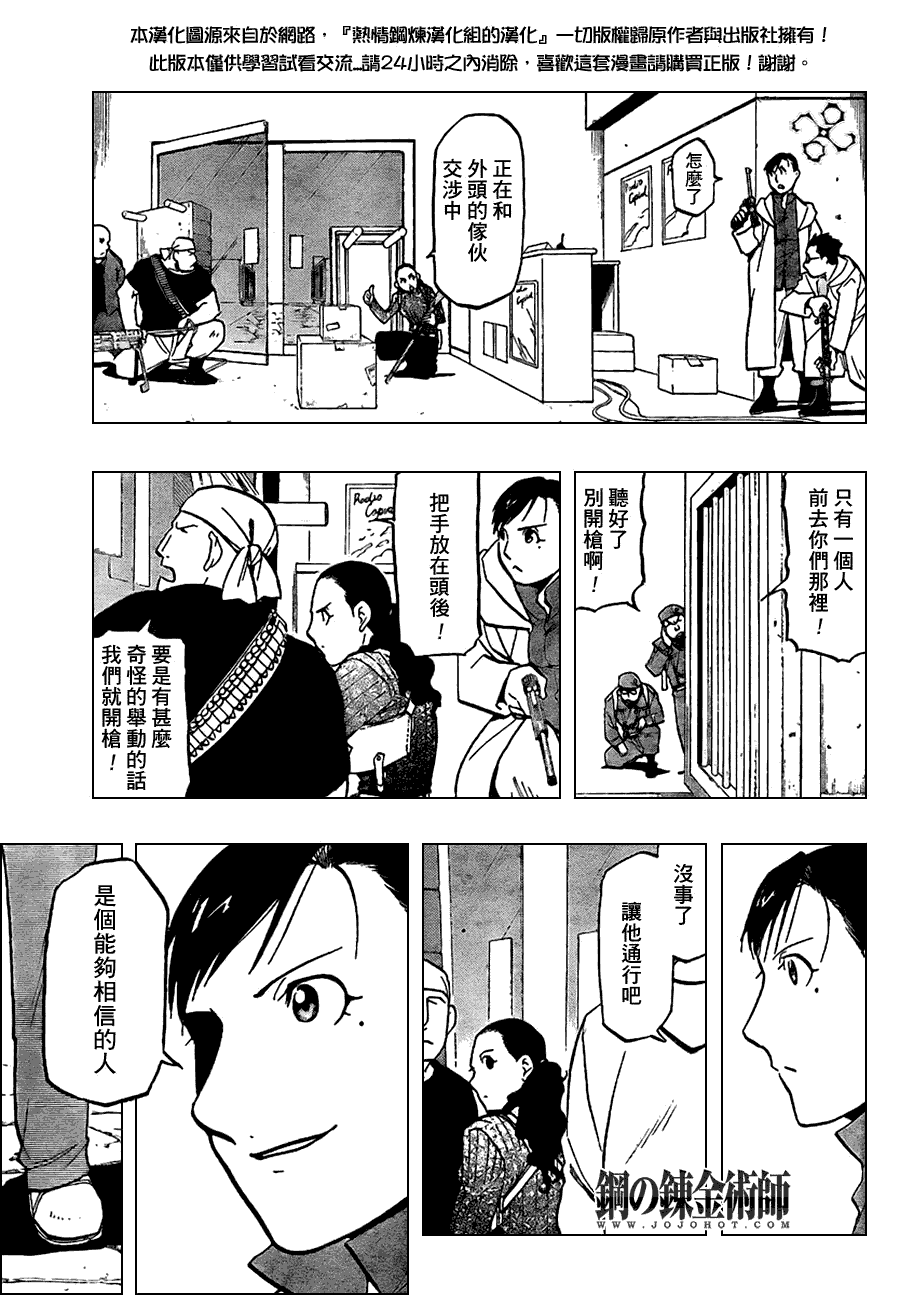 本漢化圖源來自於網路，『熱情鋼煉漢化組的漢化』一切版權歸原作者與出版社擁有！
此版本僅供學習試看交流...請24小時之內消除，喜歡這套漫畫請購買正版！謝謝。
怎麼了
正在和
外頭的傢伙
交涉中
Radio
Capital
只有一個人
前去你們那裡！
聽好了
別開槍啊！
把手放在頭後！
Radio
Capital
要是有甚麼
奇怪的舉動的話
我們就開槍！
沒事了
讓他通行吧
是個能夠相信的人
鋼の錬金術師
WWW.JOJOHOT.COM